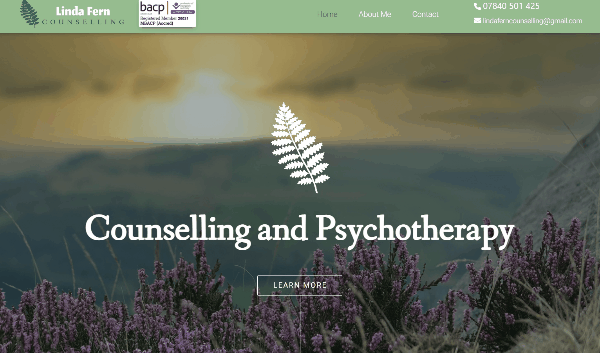 Linda Fern
COUNSELLING
bacp
Registered Member
MBACP (Accred)
Home
About Me
Contact
07840 501 425
lindaferncounselling@gmail.com
Counselling and Psychotherapy
LEARN MORE